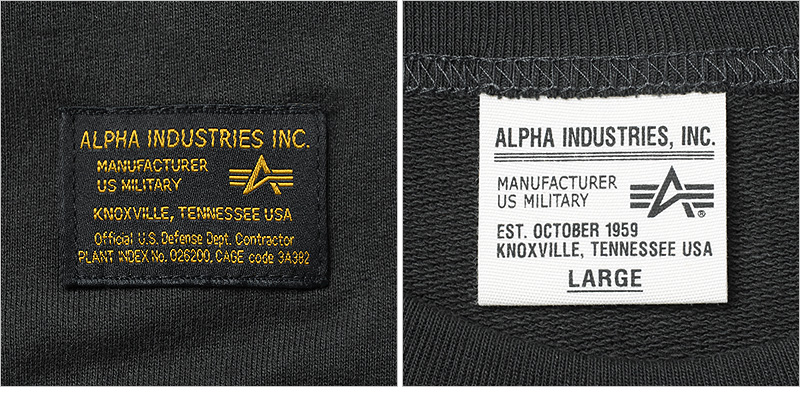 ALPHA INDUSTRIES INC.
MANUFACTURER
US MILITARY
KNOXVILLE, TENNESSEE USA
Official U.S. Defense Dept. Contractor
PLANT INDEX No. 026200, CAGE code 3A382
ALPHA INDUSTRIES, INC.
MANUFACTURER
US MILITARY
®
EST. OCTOBER 1959
KNOXVILLE, TENNESSEE USA
LARGE